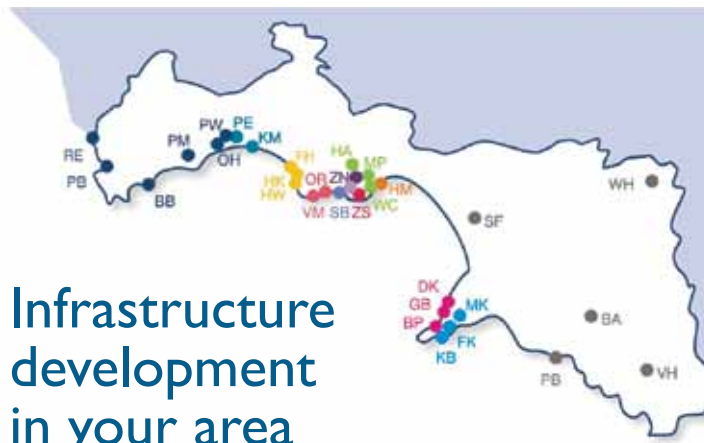 PE
PW
KM
RE
PM
OH
PB
BB
FH
HK
HW
OR
VM
ZN
SB
ZS
HA
MP
HM
WC
WH
SF
DK
GB
MK
BP
FK
KB
BA
PB
VH
Infrastructure
development
in your area